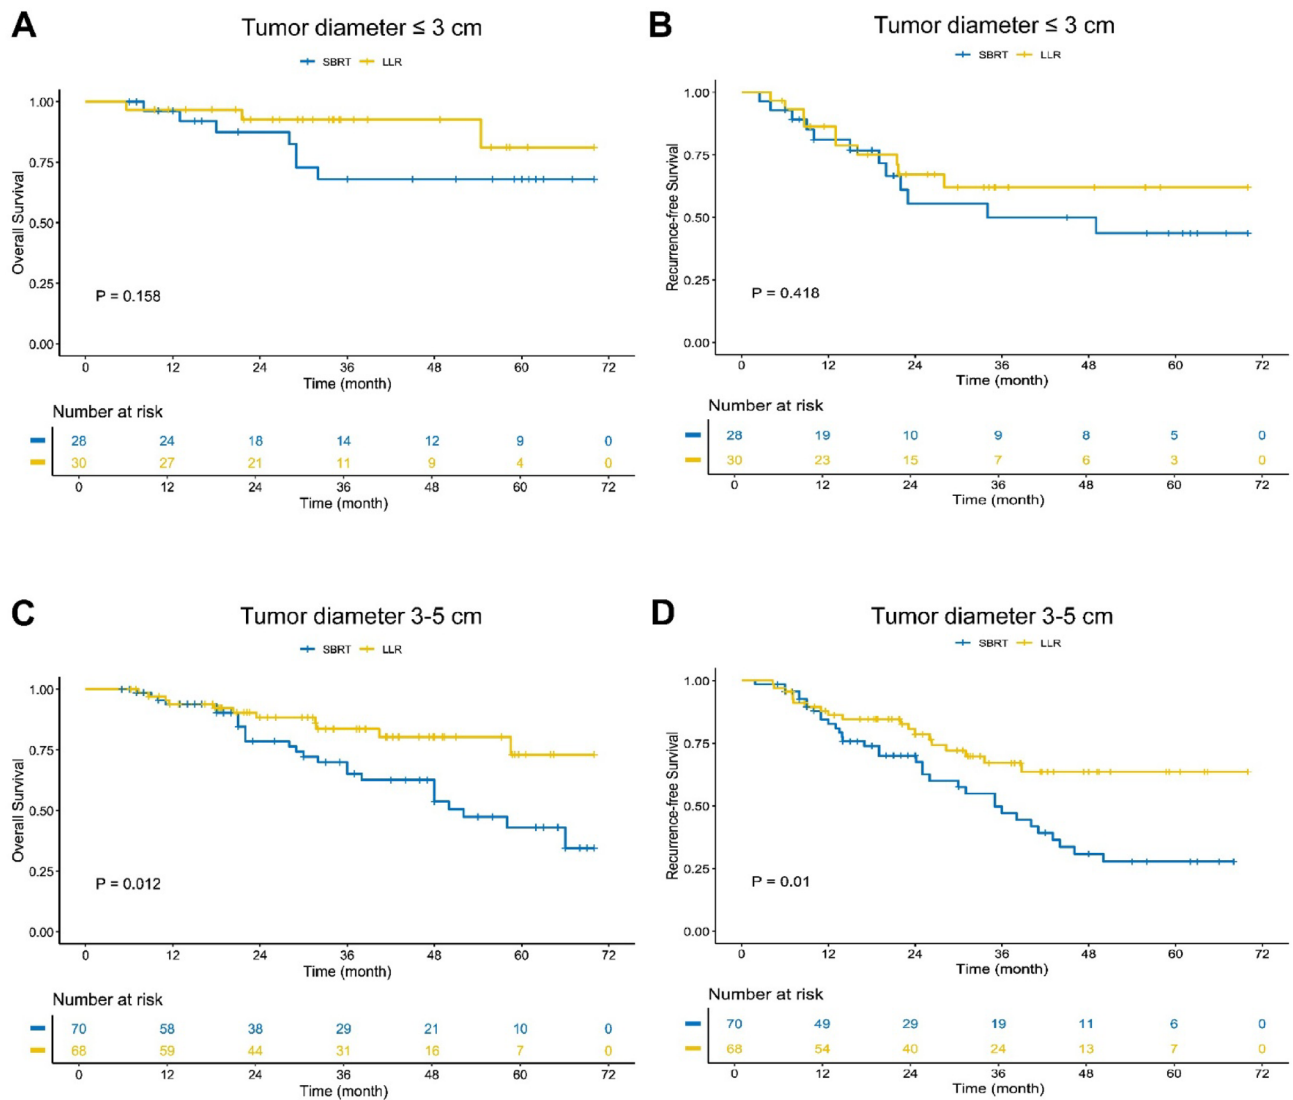 A
Tumor diameter ≤ 3 cm
SBRT LLR
Overall Survival
1.00
0.75
0.50
0.25
0.00
P = 0.158
0 12 24 36 48 60 72
Time (month)
Number at risk
28 24 18 14 12 9 0
30 27 21 11 9 4 0
0 12 24 36 48 60 72
Time (month)
B
Tumor diameter ≤ 3 cm
SBRT LLR
Recurrence-free Survival
1.00
0.75
0.50
0.25
0.00
P = 0.418
0 12 24 36 48 60 72
Time (month)
Number at risk
28 19 10 9 8 5 0
30 23 15 7 6 3 0
0 12 24 36 48 60 72
Time (month)
C
Tumor diameter 3-5 cm
SBRT LLR
Overall Survival
1.00
0.75
0.50
0.25
0.00
P = 0.012
0 12 24 36 48 60 72
Time (month)
Number at risk
70 58 38 29 21 10 0
68 59 44 31 16 7 0
0 12 24 36 48 60 72
Time (month)
D
Tumor diameter 3-5 cm
SBRT LLR
Recurrence-free Survival
1.00
0.75
0.50
0.25
0.00
P = 0.01
0 12 24 36 48 60 72
Time (month)
Number at risk
70 49 29 19 11 6 0
68 54 40 24 13 7 0
0 12 24 36 48 60 72
Time (month)